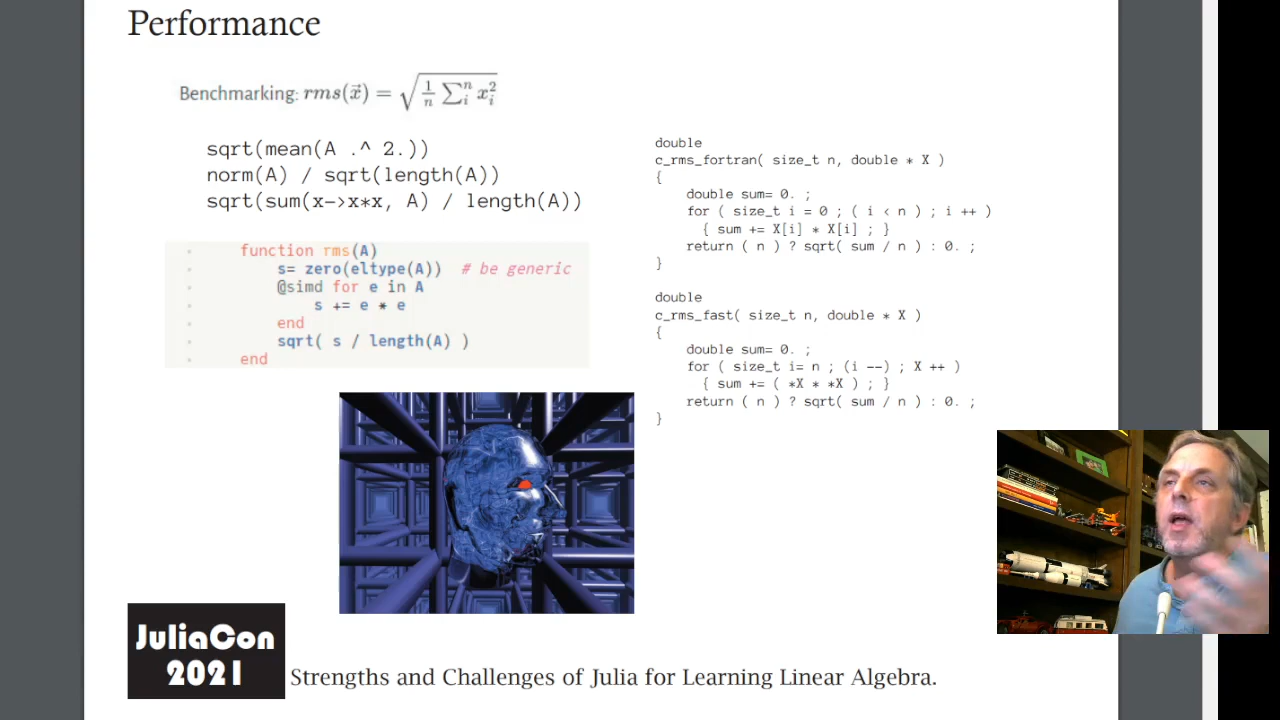 Performance
Benchmarking: rms(x⃗) = √(1/n ∑ᵢⁿ xᵢ²)
sqrt(mean(A .^ 2.))
norm(A) / sqrt(length(A))
sqrt(sum(x->x*x, A) / length(A))
function rms(A)
s= zero(eltype(A)) # be generic
@simd for e in A
s += e * e
end
sqrt( s / length(A) )
end
double
c_rms_fortran( size_t n, double * X )
{
double sum= 0. ;
for ( size_t i = 0 ; ( i < n ) ; i ++ )
{ sum += X[i] * X[i] ; }
return ( n ) ? sqrt( sum / n ) : 0. ;
}
double
c_rms_fast( size_t n, double * X )
{
double sum= 0. ;
for ( size_t i= n ; (i --) ; X ++ )
{ sum += ( *X * *X ) ; }
return ( n ) ? sqrt( sum / n ) : 0. ;
}
JuliaCon
2021
Strengths and Challenges of Julia for Learning Linear Algebra.